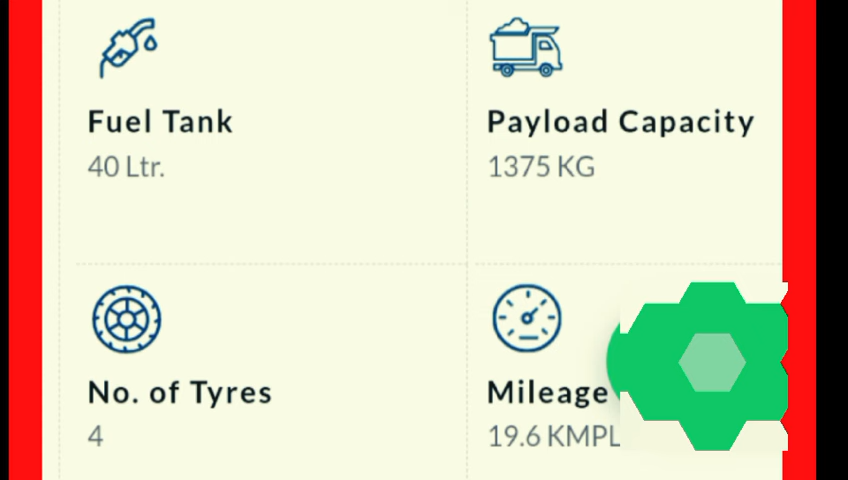 Fuel Tank
40 Ltr.
Payload Capacity
1375 KG
No. of Tyres
4
Mileage
19.6 KMPL